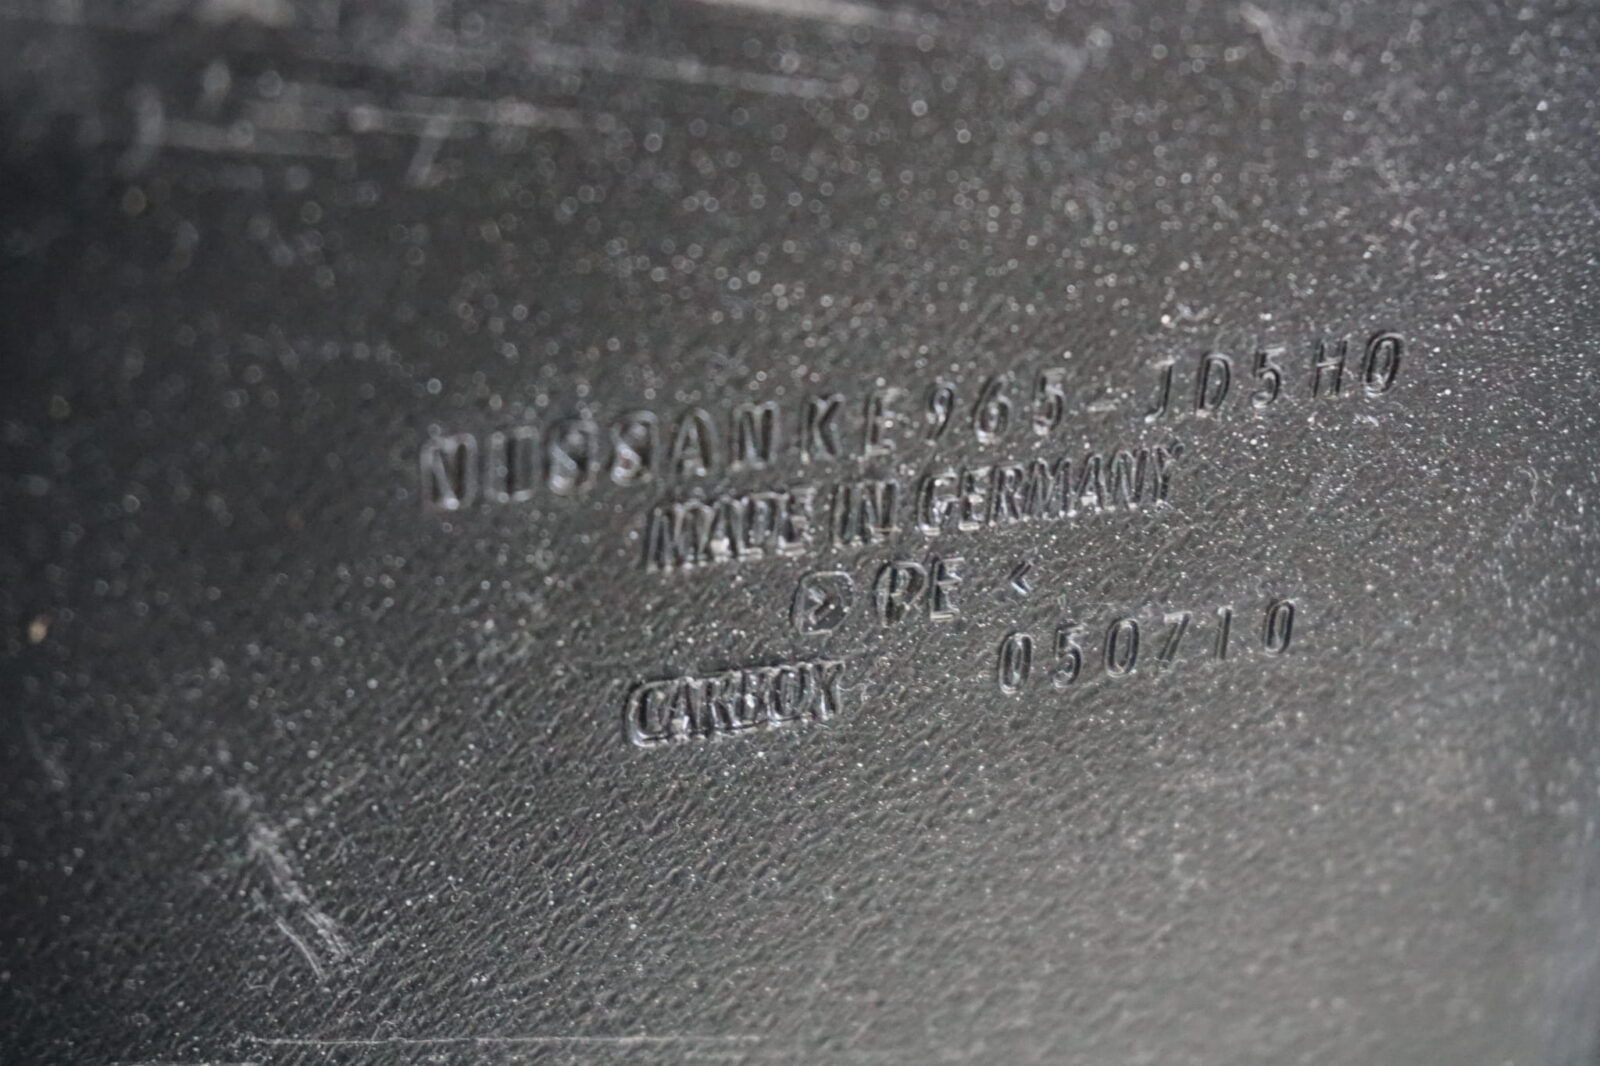 NISSAN KE965-JD5H0
MADE IN GERMANY
> PE <
CARBOX 050710